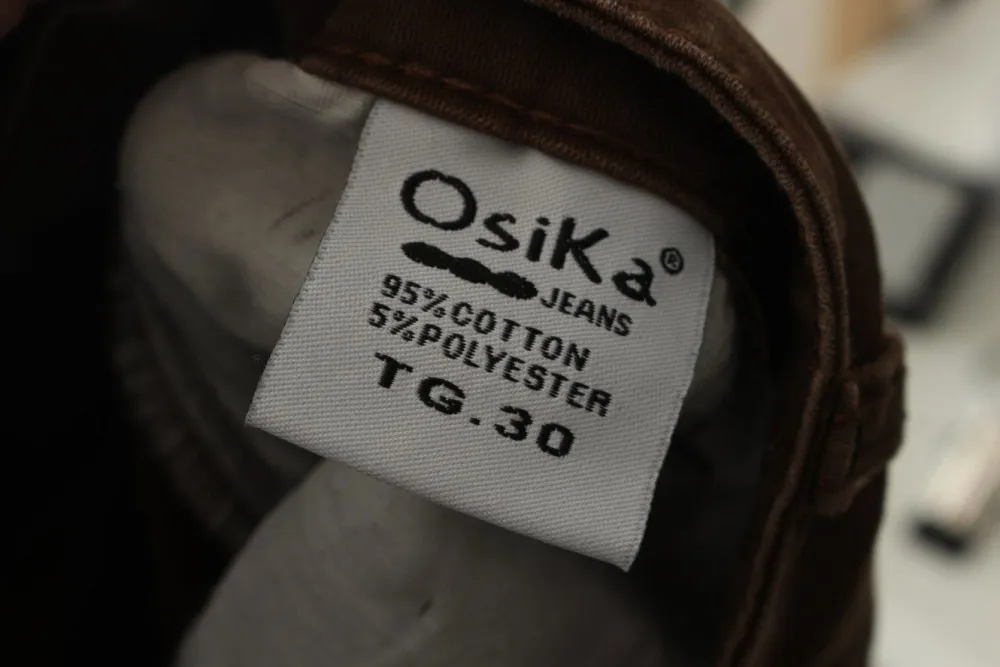 OsiKa®
JEANS
95%COTTON
5%POLYESTER
TG.30